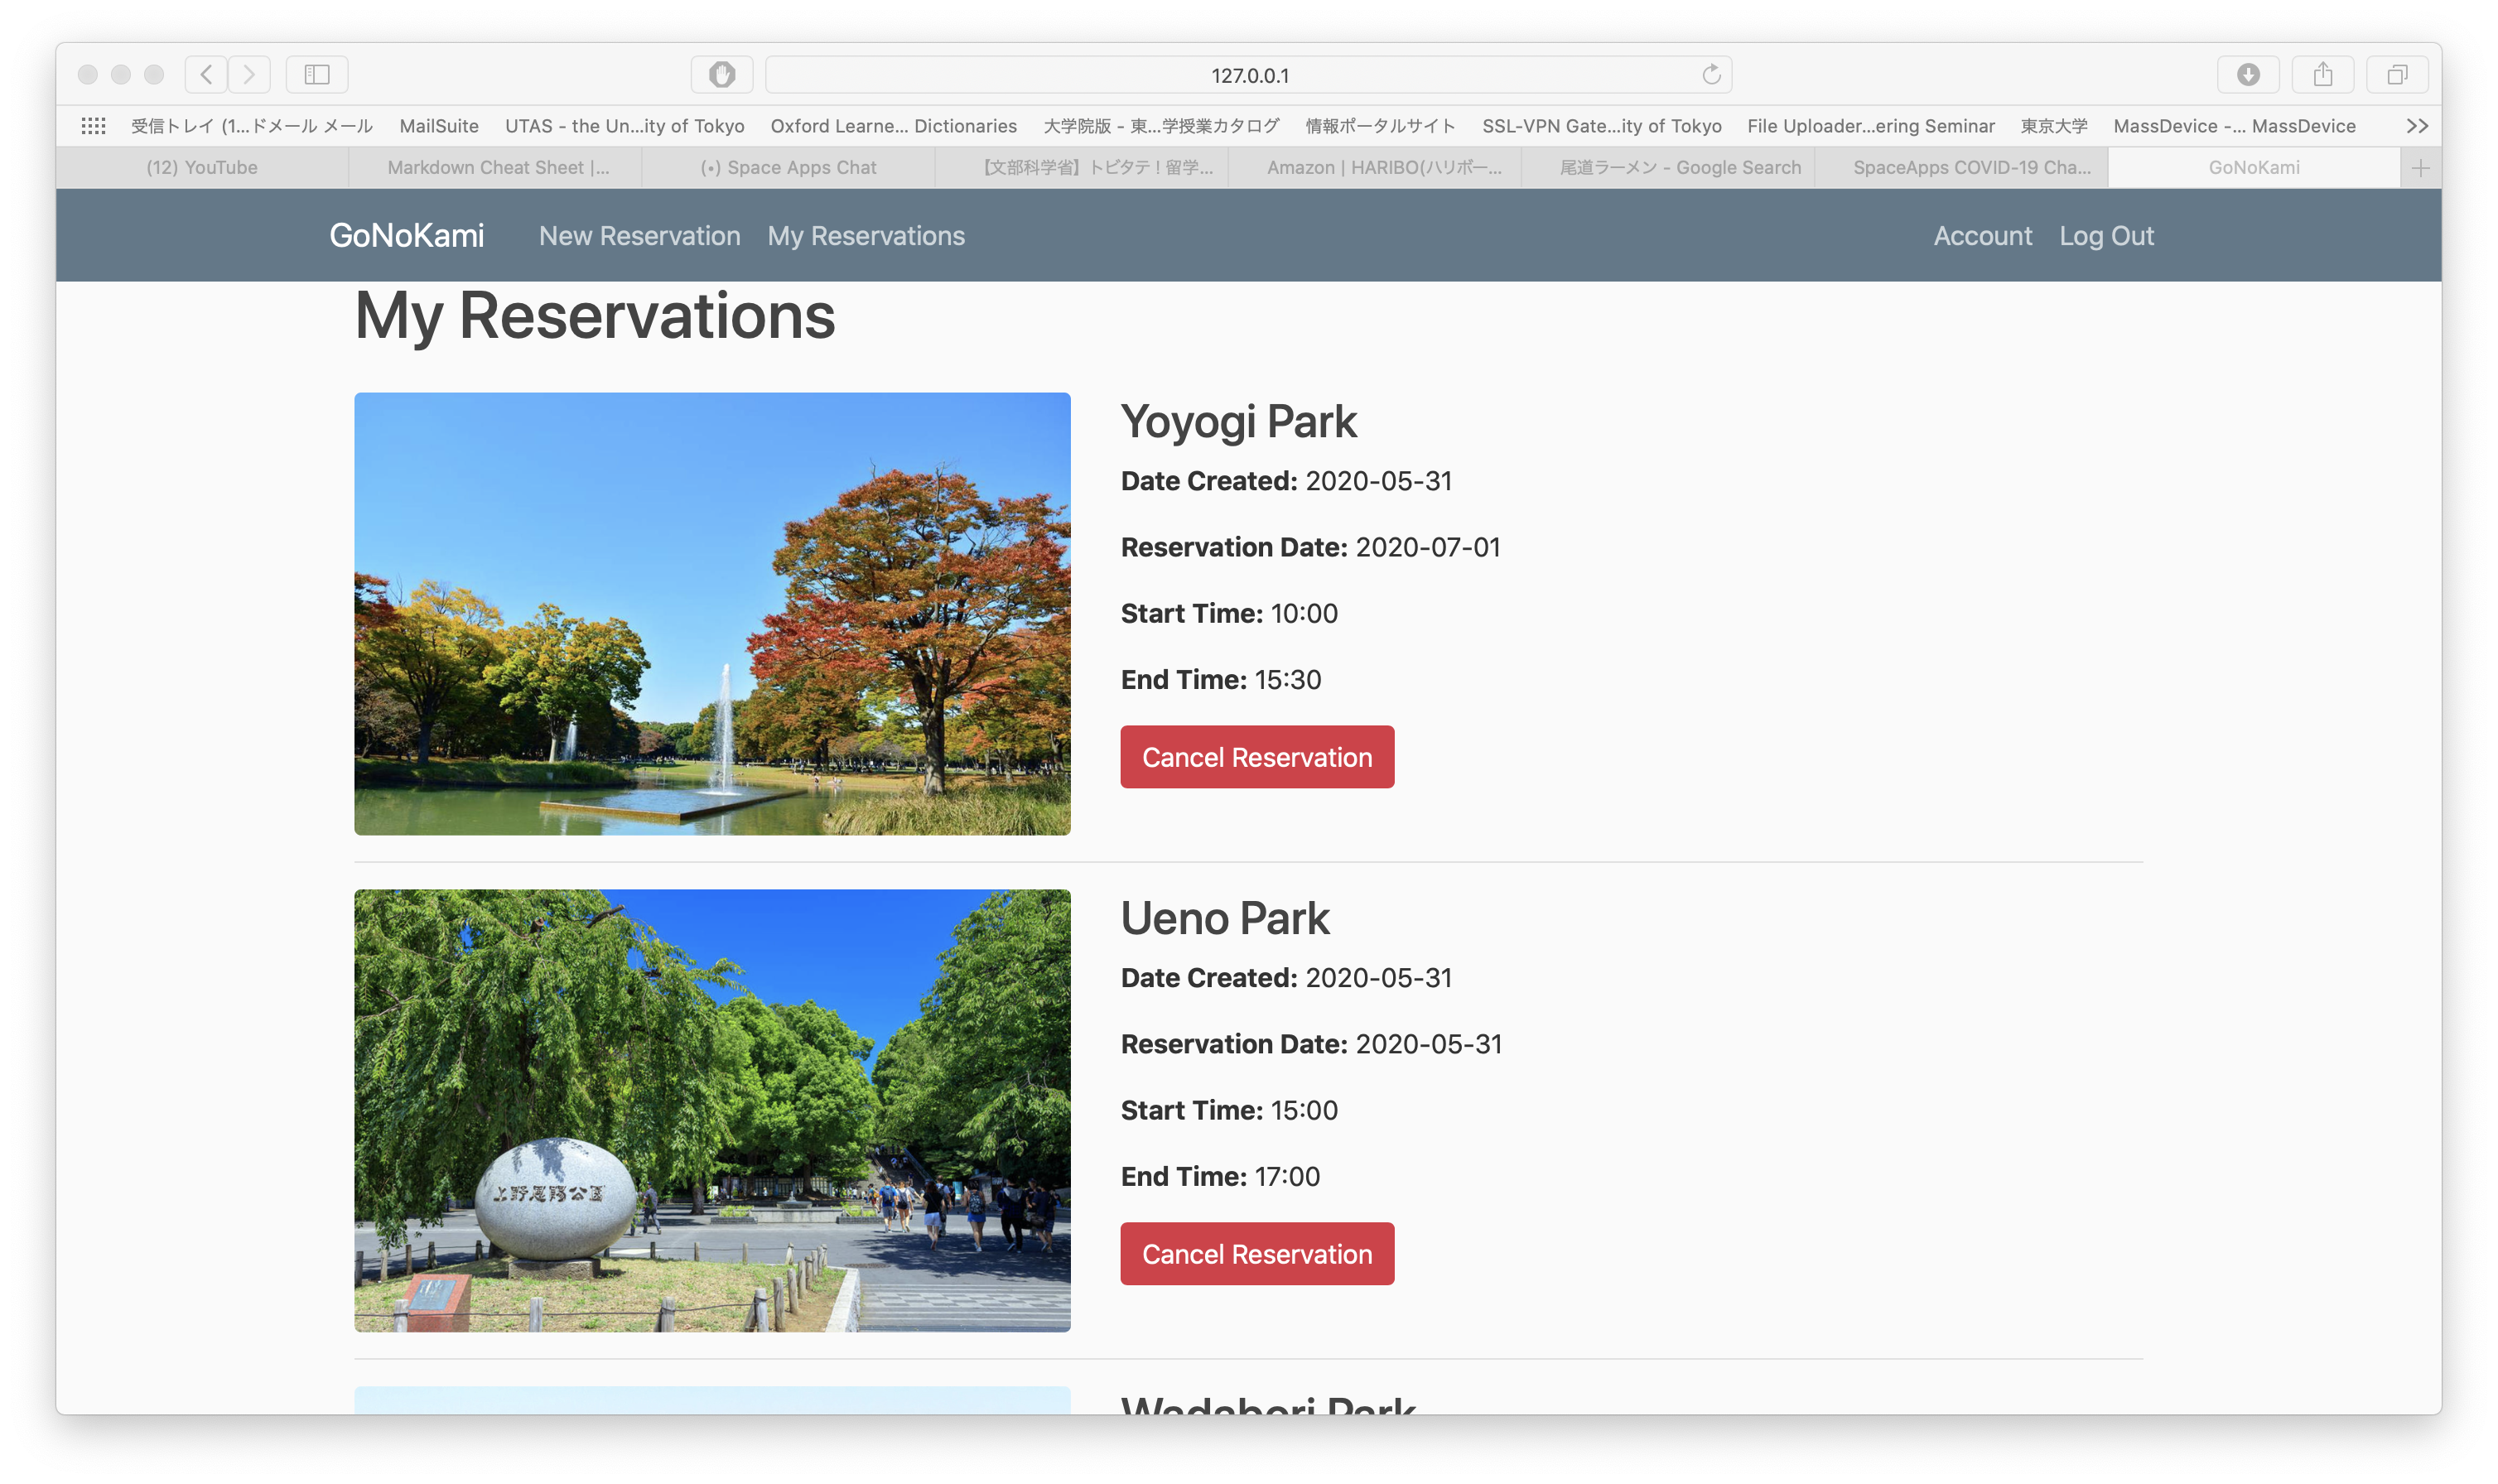 127.0.0.1
受信トレイ (1...ドメール メール MailSuite UTAS - the Un...ity of Tokyo Oxford Learne... Dictionaries 大学院版 - 東...学授業カタログ 情報ポータルサイト SSL-VPN Gate...ity of Tokyo File Uploader...ering Seminar 東京大学 MassDevice -... MassDevice
(12) YouTube Markdown Cheat Sheet |... (•) Space Apps Chat 【文部科学省】トビタテ！留学... Amazon | HARIBO(ハリボー... 尾道ラーメン - Google Search SpaceApps COVID-19 Cha... GoNoKami
GoNoKami New Reservation My Reservations Account Log Out
My Reservations
Yoyogi Park
Date Created: 2020-05-31
Reservation Date: 2020-07-01
Start Time: 10:00
End Time: 15:30
Cancel Reservation
Ueno Park
Date Created: 2020-05-31
Reservation Date: 2020-05-31
Start Time: 15:00
End Time: 17:00
上野恩賜公園
Cancel Reservation
Wadabori Park